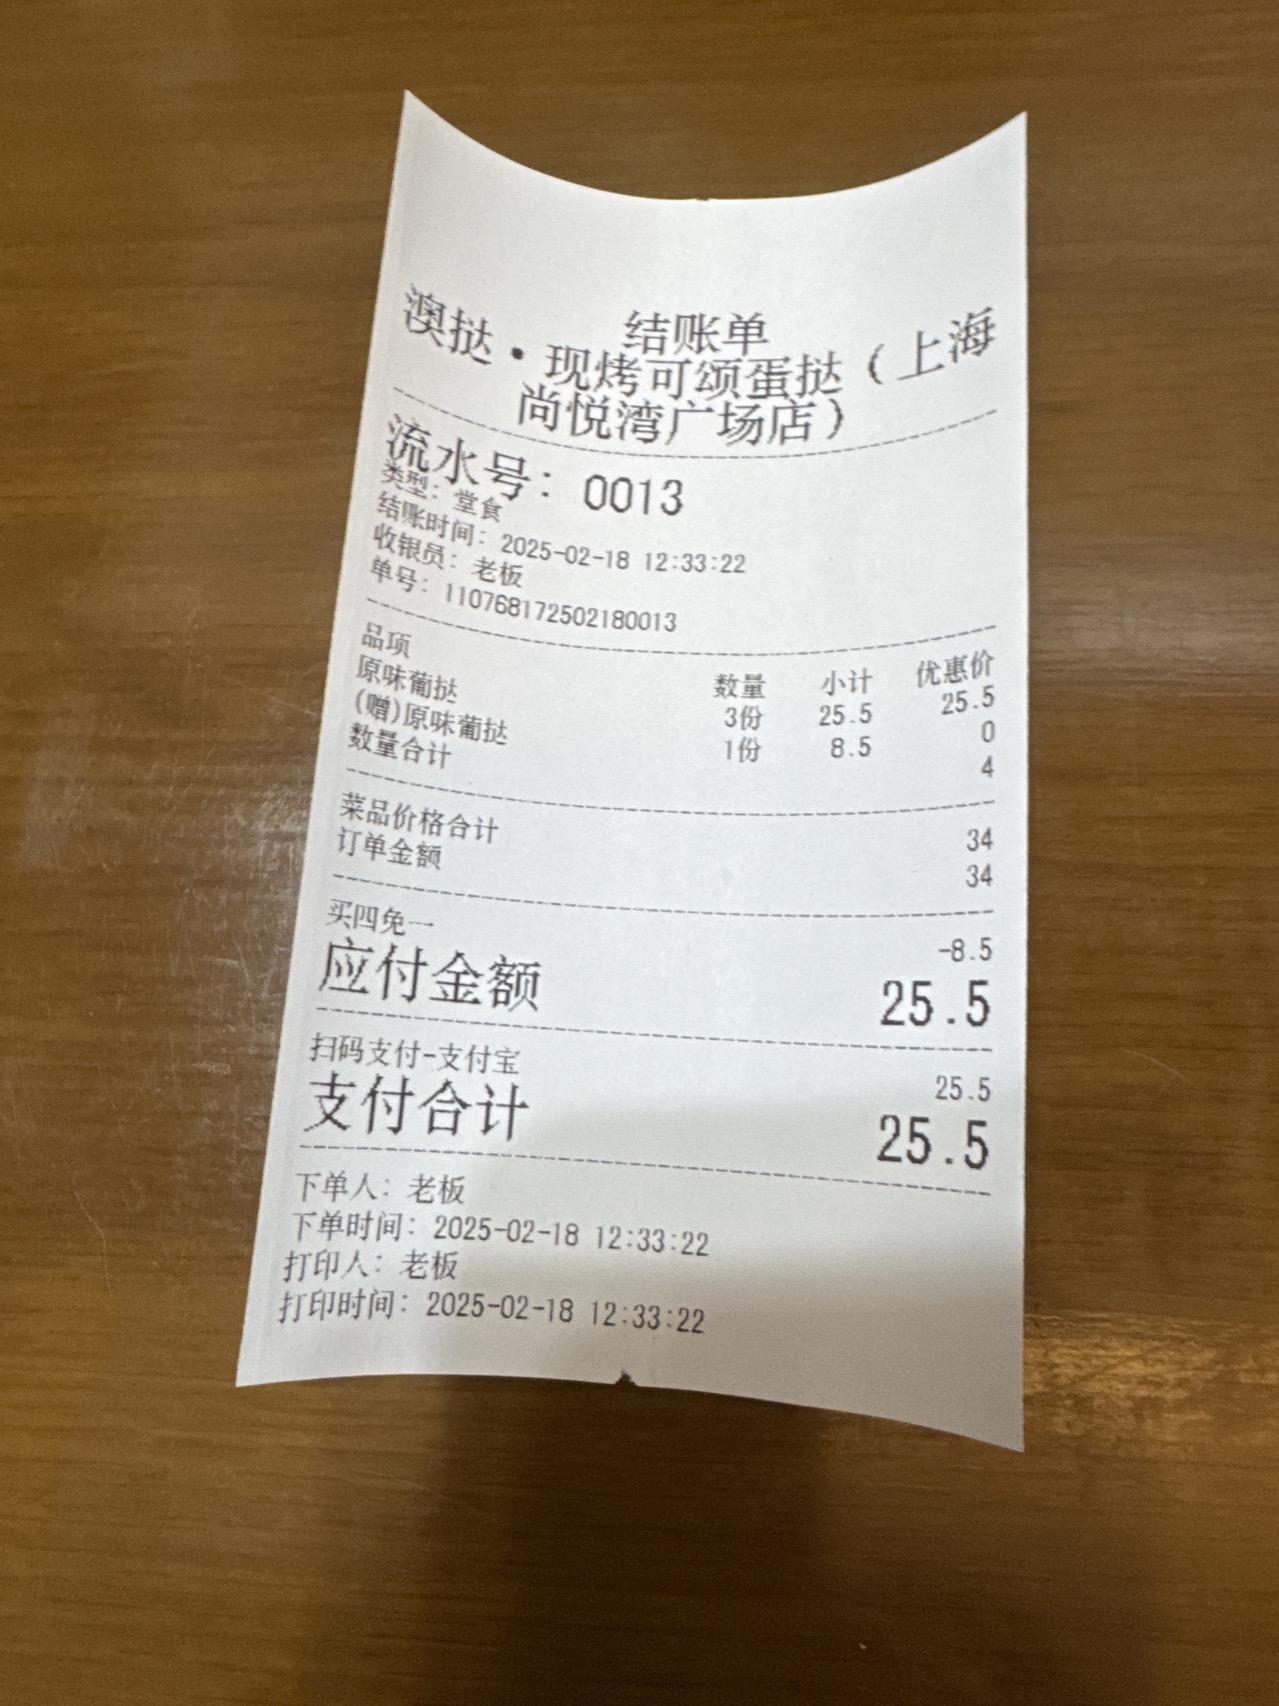 结账单
澳挞·现烤可颂蛋挞（上海
尚悦湾广场店）
流水号：0013
类型：堂食
结账时间：2025-02-18 12:33:22
收银员：老板
单号：110768172502180013
品项 数量 小计 优惠价
原味葡挞 3份 25.5 25.5
(赠)原味葡挞 1份 8.5 0
数量合计 4
菜品价格合计 34
订单金额 34
买四免一 -8.5
应付金额 25.5
扫码支付-支付宝 25.5
支付合计 25.5
下单人：老板
下单时间：2025-02-18 12:33:22
打印人：老板
打印时间：2025-02-18 12:33:22